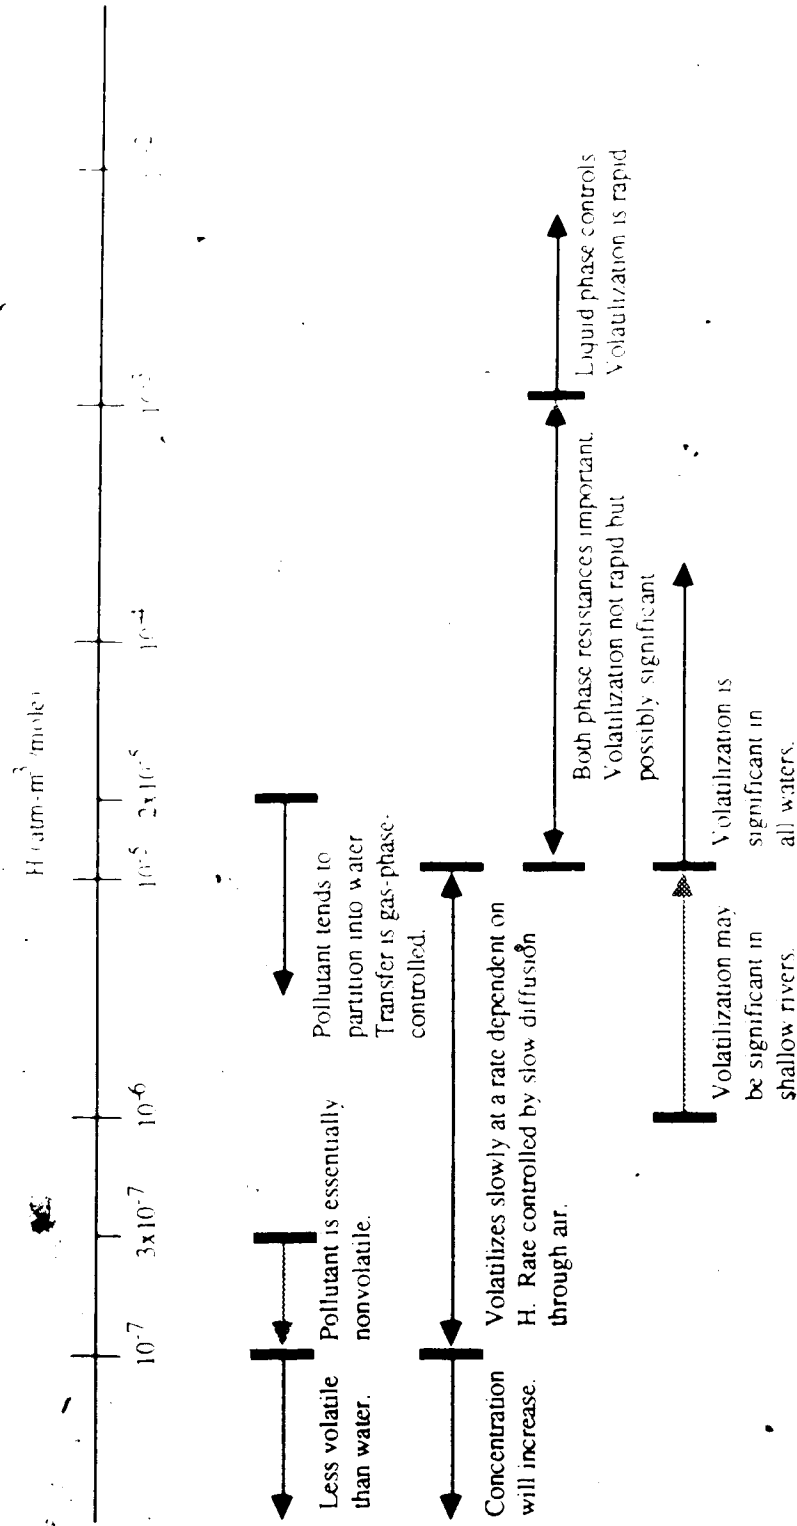 H (atm-m³/mole)
10⁻⁷
3x10⁻⁷
10⁻⁶
10⁻⁵
2x10⁻⁵
10⁻⁴
10⁻³
Less volatile
than water.
Pollutant is essentially
nonvolatile.
Pollutant tends to
partition into water
Transfer is gas-phase-
controlled.
Concentration
will increase.
Volatilizes slowly at a rate dependent on
H. Rate controlled by slow diffusion
through air.
Both phase resistances important.
Volatilization not rapid but
possibly significant
Liquid phase controls
Volatilization is rapid
Volatilization may
be significant in
shallow rivers.
Volatilization is
significant in
all waters.